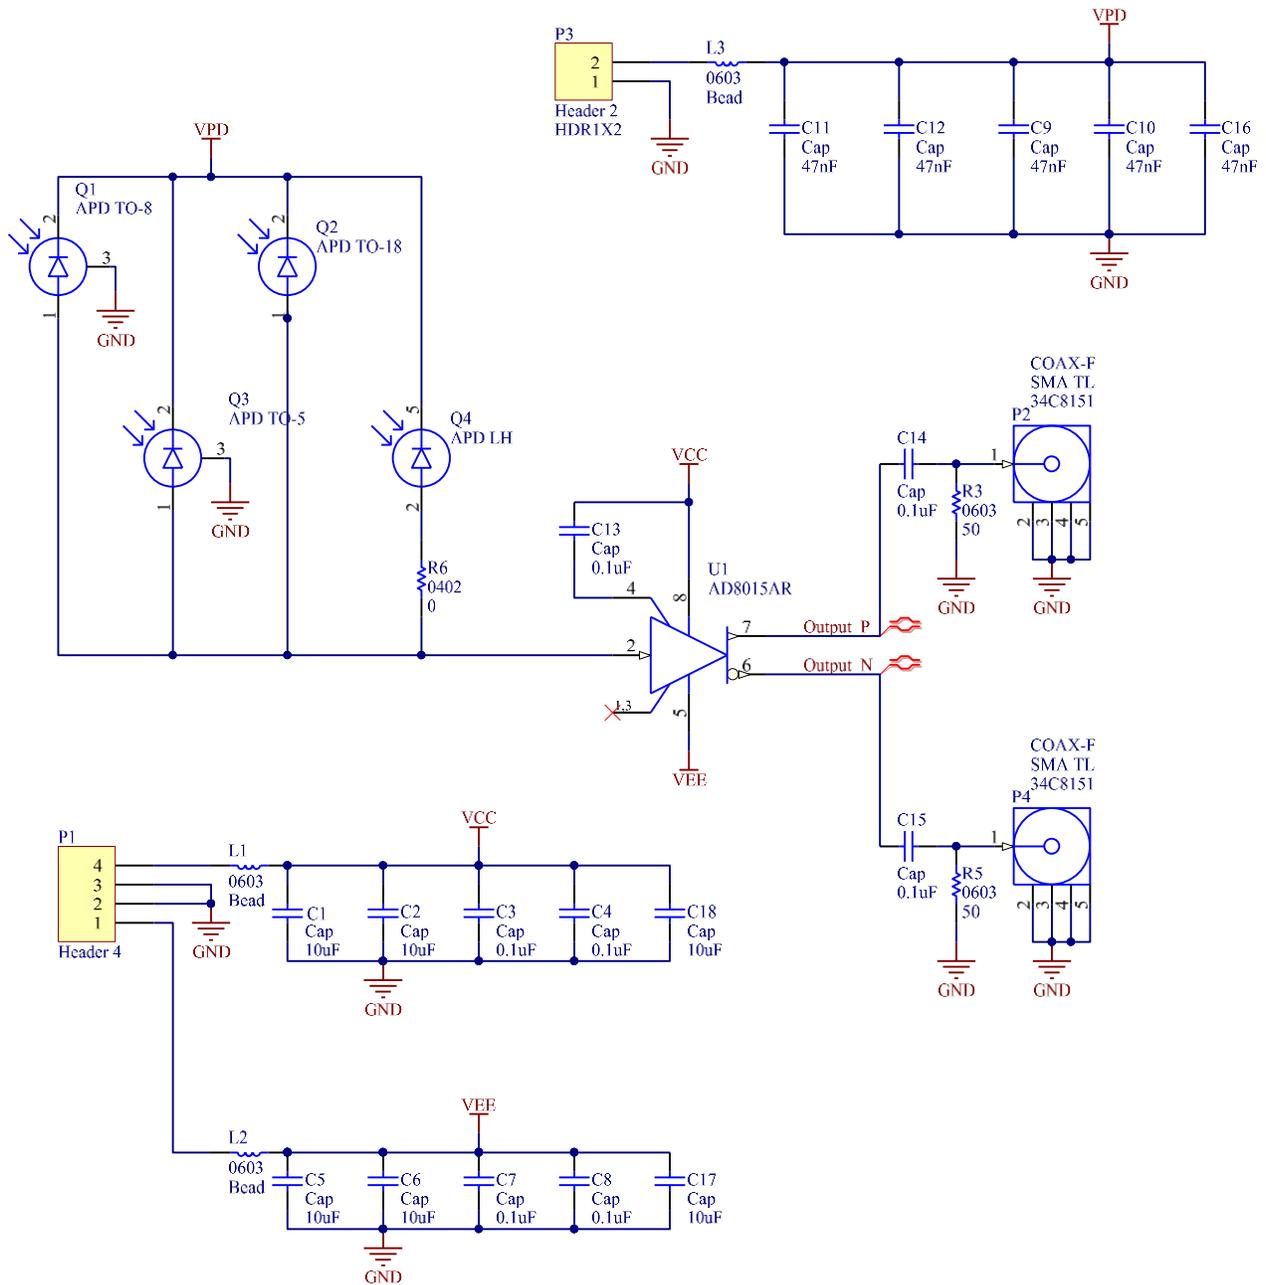 VPD
P3
2
1
Header 2
HDR1X2
L3
0603
Bead
GND
C11
Cap
47nF
C12
Cap
47nF
C9
Cap
47nF
C10
Cap
47nF
C16
Cap
47nF
GND
VPD
Q1
APD TO-8
2
3
1
GND
Q2
APD TO-18
2
1
Q3
APD TO-5
2
3
1
GND
Q4
APD LH
5
2
R6
0402
0
VCC
C13
Cap
0.1uF
U1
AD8015AR
4
8
2
1,3
5
7
6
VEE
Output_P
Output_N
C14
Cap
0.1uF
R3
0603
50
GND
COAX-F
SMA TL
34C8151
P2
1
2
3
4
5
GND
C15
Cap
0.1uF
R5
0603
50
GND
COAX-F
SMA TL
34C8151
P4
1
2
3
4
5
GND
P1
4
3
2
1
Header 4
GND
L1
0603
Bead
VCC
C1
Cap
10uF
C2
Cap
10uF
C3
Cap
0.1uF
C4
Cap
0.1uF
C18
Cap
10uF
GND
L2
0603
Bead
VEE
C5
Cap
10uF
C6
Cap
10uF
C7
Cap
0.1uF
C8
Cap
0.1uF
C17
Cap
10uF
GND